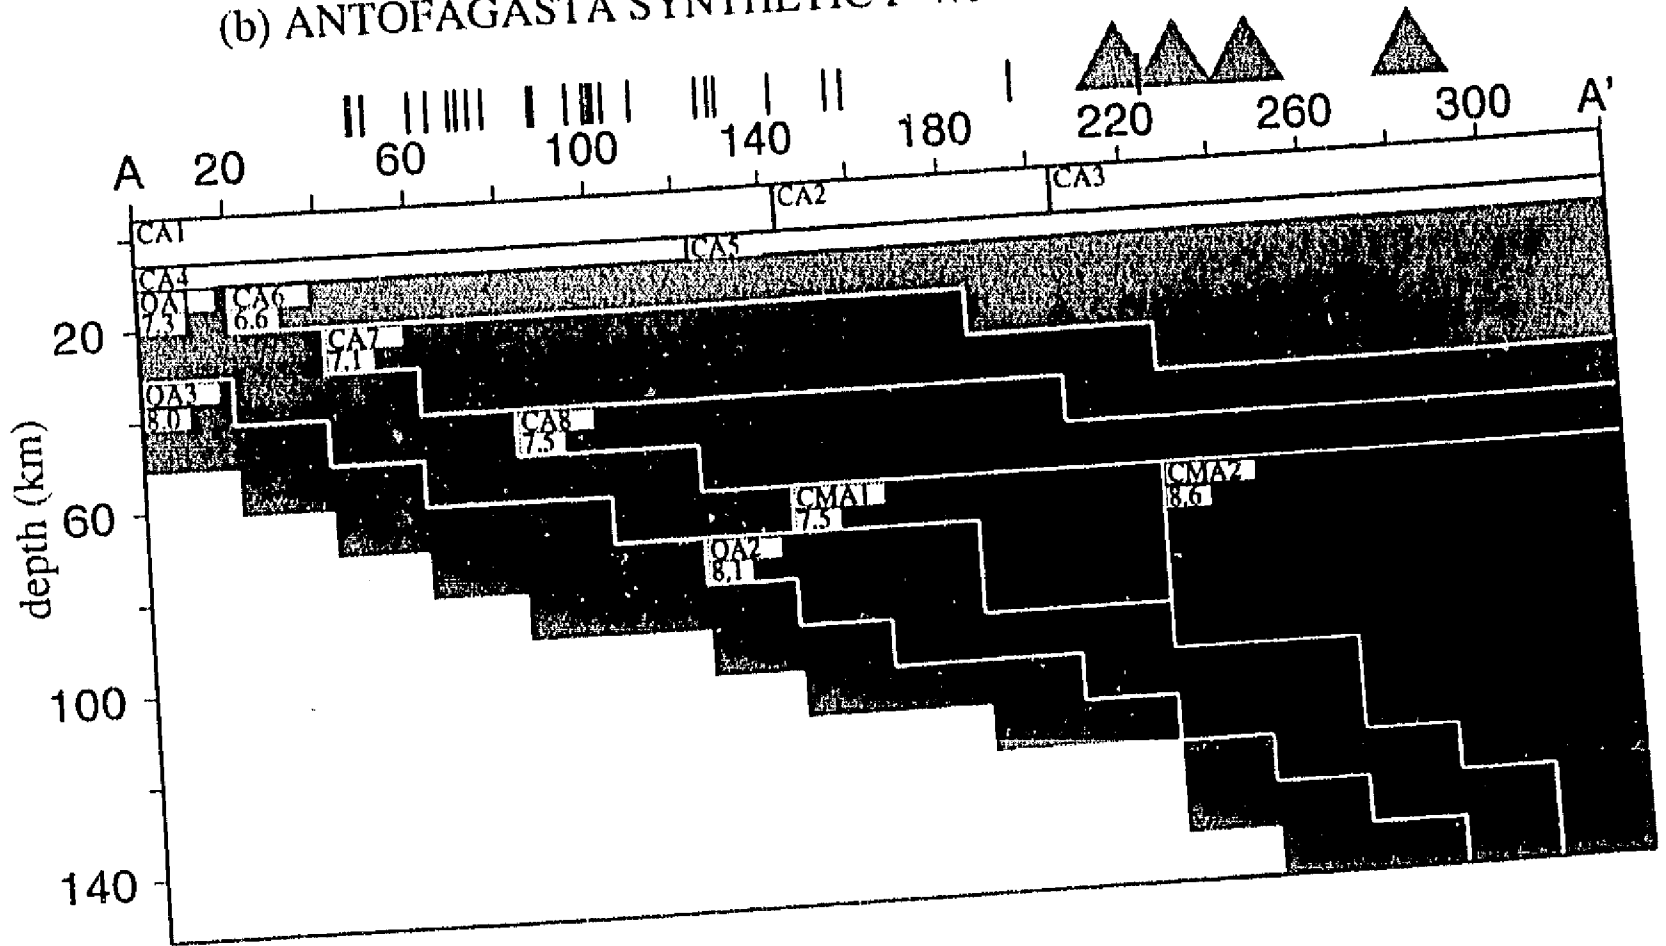 (b) ANTOFAGASTA SYNTHETIC
A 20 60 100 140 180 220 260 300 A'
CA1
CA2
CA3
CA4
CA5
OA1
7.3
CA6
6.6
20
CA7
7.1
OA3
8.0
CA8
7.5
depth (km)
60
CMA1
7.5
CMA2
8.6
OA2
8.1
100
140